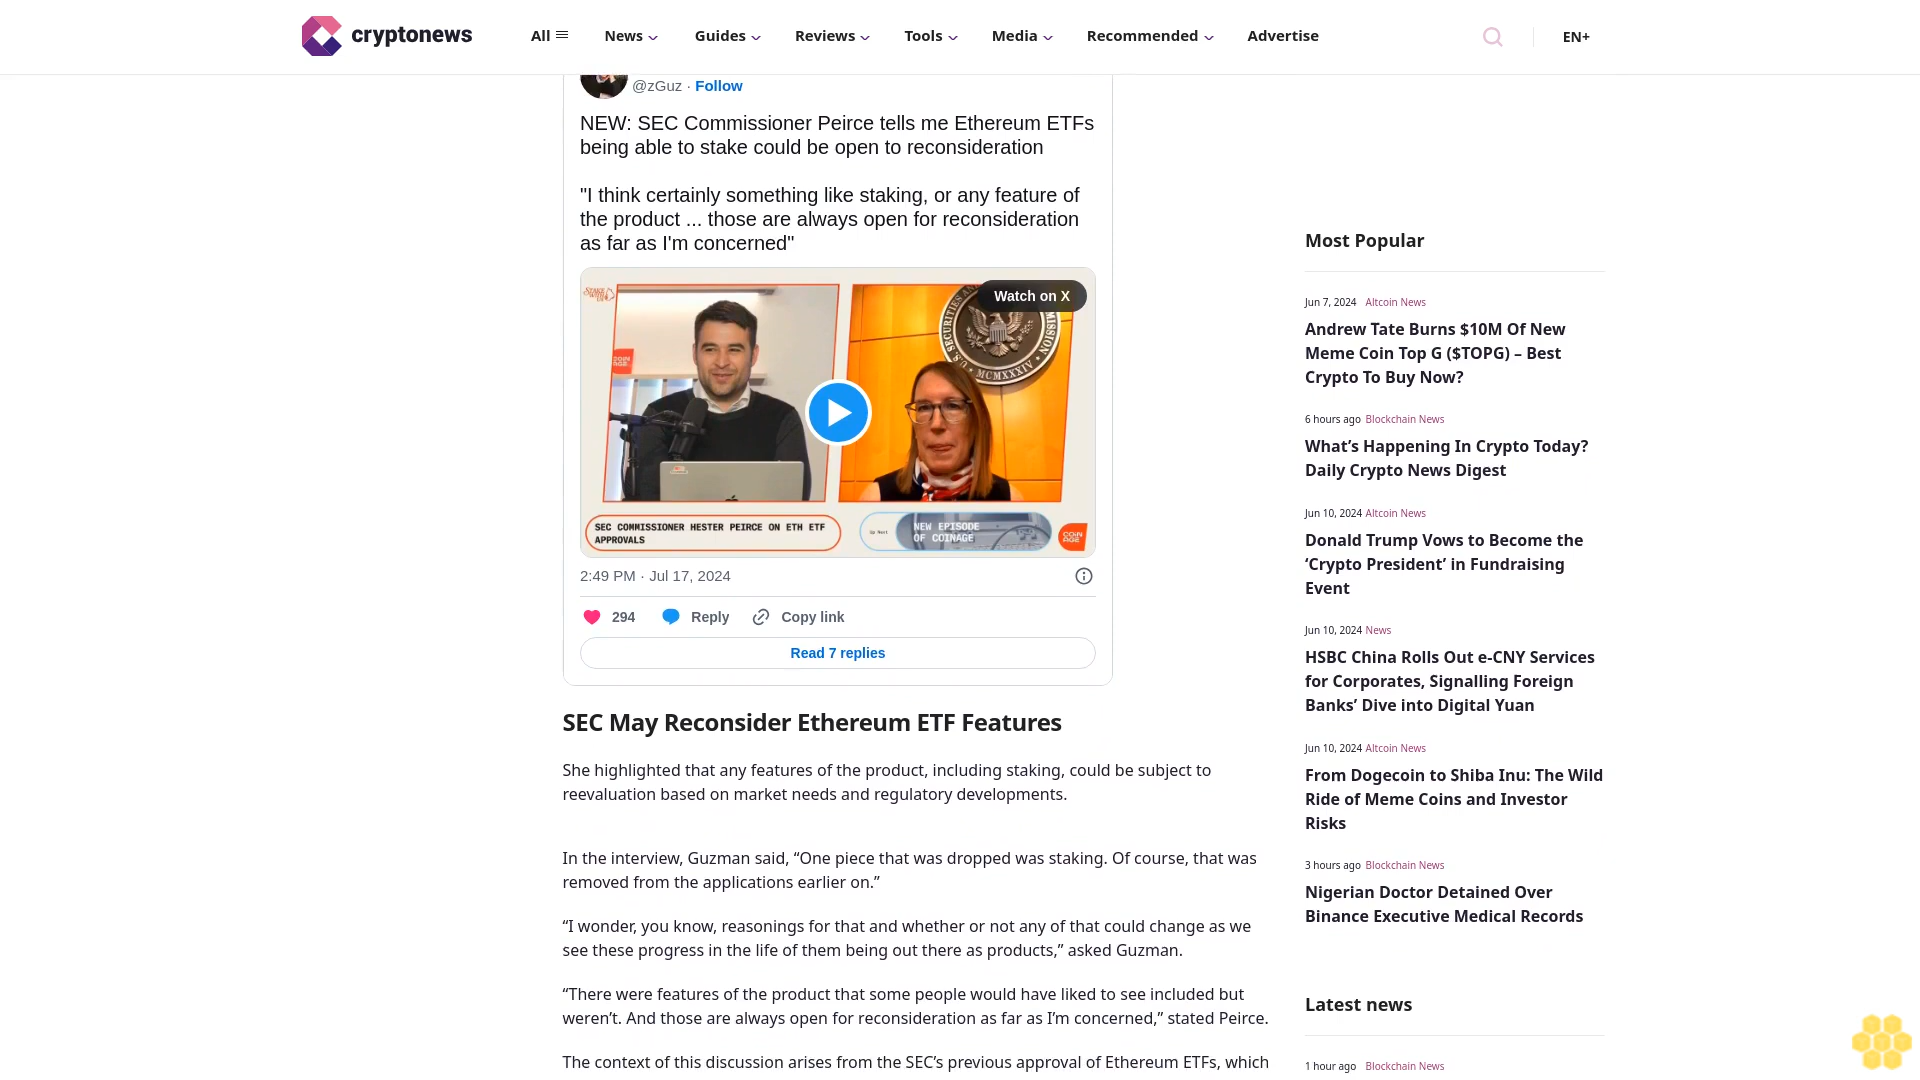 cryptonews
All
News
Guides
Reviews
Tools
Media
Recommended
Advertise
EN+
@zGuz · Follow
NEW: SEC Commissioner Peirce tells me Ethereum ETFs
being able to stake could be open to reconsideration
"I think certainly something like staking, or any feature of
the product ... those are always open for reconsideration
as far as I'm concerned"
Watch on X
COIN
AGE
MCMXXXIV
SEC COMMISSIONER HESTER PEIRCE ON ETH ETF
APPROVALS
Up Next
NEW EPISODE
OF COINAGE
COIN
AGE
2:49 PM · Jul 17, 2024
294
Reply
Copy link
Read 7 replies
SEC May Reconsider Ethereum ETF Features
She highlighted that any features of the product, including staking, could be subject to
reevaluation based on market needs and regulatory developments.
In the interview, Guzman said, “One piece that was dropped was staking. Of course, that was
removed from the applications earlier on.”
“I wonder, you know, reasonings for that and whether or not any of that could change as we
see these progress in the life of them being out there as products,” asked Guzman.
“There were features of the product that some people would have liked to see included but
weren’t. And those are always open for reconsideration as far as I’m concerned,” stated Peirce.
The context of this discussion arises from the SEC’s previous approval of Ethereum ETFs, which
Most Popular
Jun 7, 2024 Altcoin News
Andrew Tate Burns $10M Of New
Meme Coin Top G ($TOPG) – Best
Crypto To Buy Now?
6 hours ago Blockchain News
What’s Happening In Crypto Today?
Daily Crypto News Digest
Jun 10, 2024 Altcoin News
Donald Trump Vows to Become the
‘Crypto President’ in Fundraising
Event
Jun 10, 2024 News
HSBC China Rolls Out e-CNY Services
for Corporates, Signalling Foreign
Banks’ Dive into Digital Yuan
Jun 10, 2024 Altcoin News
From Dogecoin to Shiba Inu: The Wild
Ride of Meme Coins and Investor
Risks
3 hours ago Blockchain News
Nigerian Doctor Detained Over
Binance Executive Medical Records
Latest news
1 hour ago Blockchain News